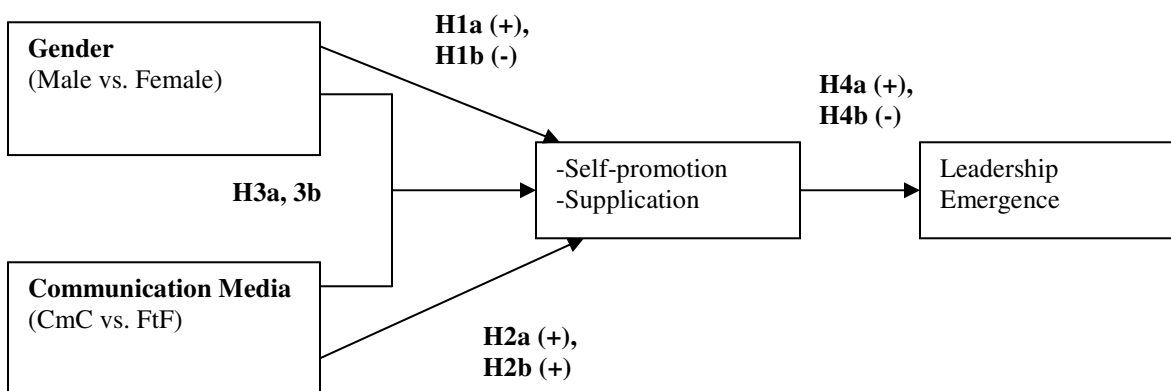 Gender
(Male vs. Female)
H1a (+),
H1b (-)
H4a (+),
H4b (-)
H3a, 3b
-Self-promotion
-Supplication
Leadership
Emergence
Communication Media
(CmC vs. FtF)
H2a (+),
H2b (+)